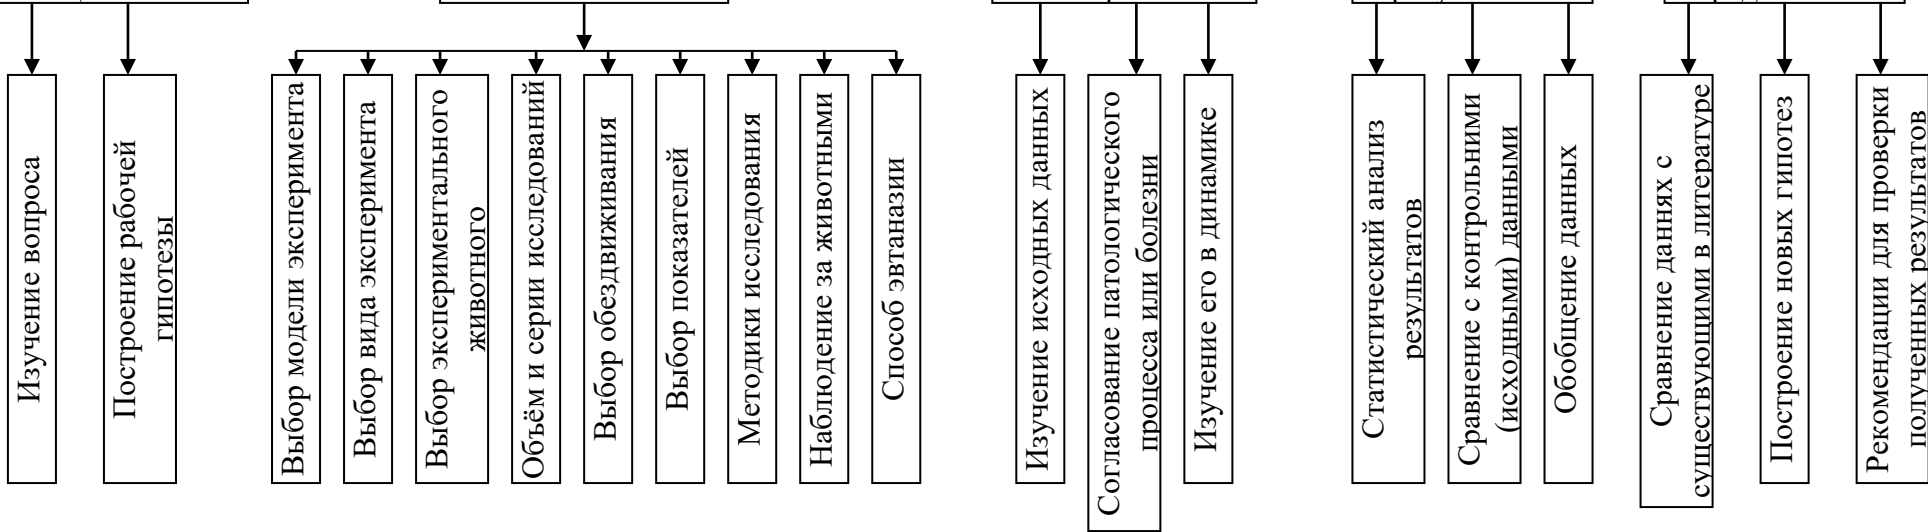 Изучение вопроса
Построение рабочей
гипотезы
Выбор модели эксперимента
Выбор вида эксперимента
Выбор экспериментального
животного
Объём и серии исследований
Выбор обездвиживания
Выбор показателей
Методики исследования
Наблюдение за животными
Способ эвтаназии
Изучение исходных данных
Согласование патологического
процесса или болезни
Изучение его в динамике
Статистический анализ
результатов
Сравнение с контрольними
(исходными) данными
Обообщение данных
Сравнение даннях с
существующими в литературе
Построение новых гипотез
Рекомендации для проверки
полученных результатов